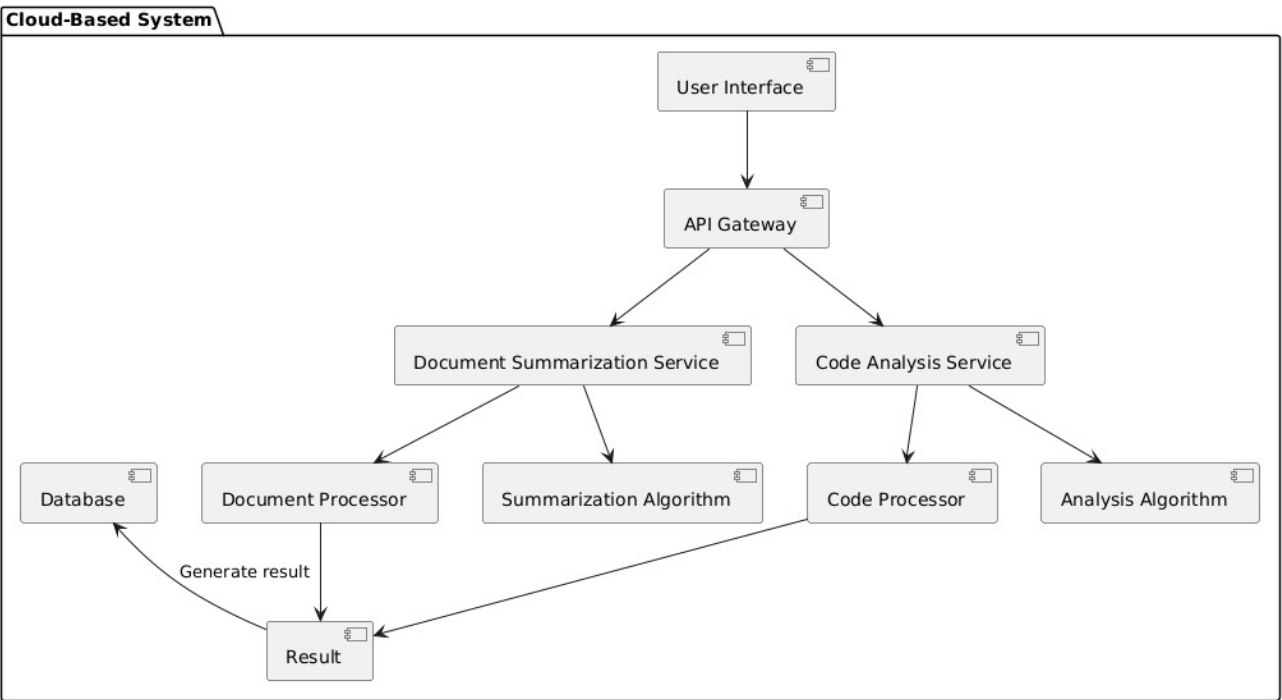 Cloud-Based System
User Interface
API Gateway
Document Summarization Service
Code Analysis Service
Database
Document Processor
Summarization Algorithm
Code Processor
Analysis Algorithm
Generate result
Result